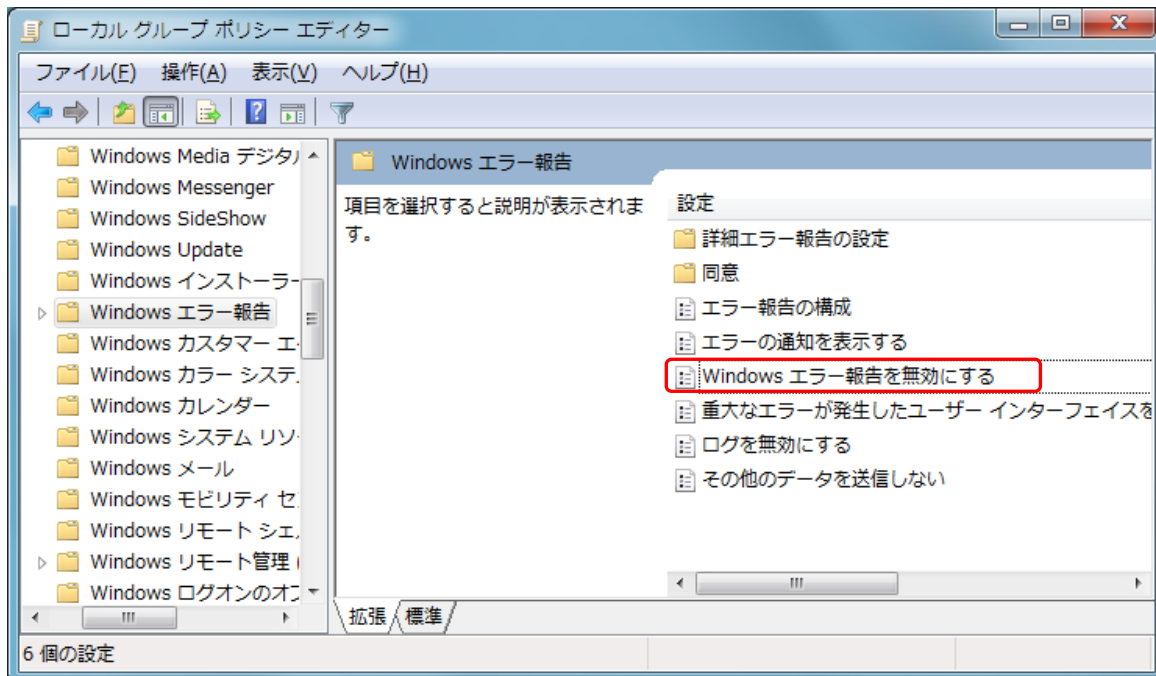 ローカル グループ ポリシー エディター
ファイル(F) 操作(A) 表示(V) ヘルプ(H)
Windows Media デジタル
Windows Messenger
Windows SideShow
Windows Update
Windows インストーラー
Windows エラー報告
Windows カスタマー エ
Windows カラー システ
Windows カレンダー
Windows システム リソ
Windows メール
Windows モビリティ セ
Windows リモート シェ
Windows リモート管理 (
Windows ログオンのオプ
Windows エラー報告
項目を選択すると説明が表示されま
す。
設定
詳細エラー報告の設定
同意
エラー報告の構成
エラーの通知を表示する
Windows エラー報告を無効にする
重大なエラーが発生したユーザー インターフェイスを
ログを無効にする
その他のデータを送信しない
拡張 標準
6 個の設定